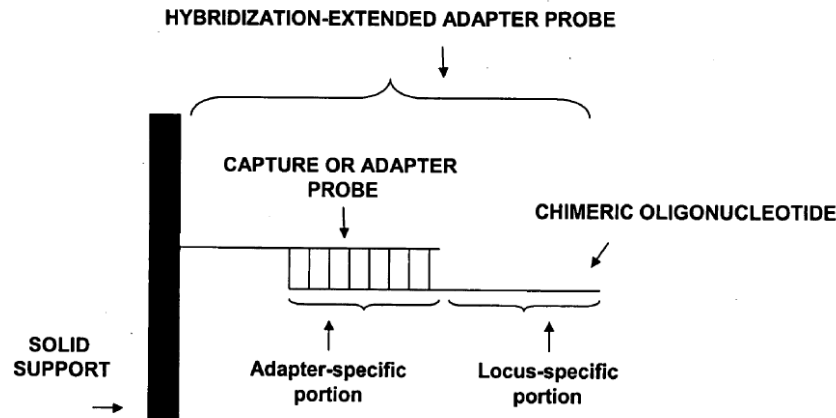 HYBRIDIZATION-EXTENDED ADAPTER PROBE
CAPTURE OR ADAPTER
PROBE
CHIMERIC OLIGONUCLEOTIDE
SOLID
SUPPORT
Adapter-specific
portion
Locus-specific
portion